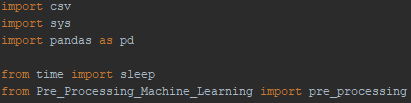 import csv
import sys
import pandas as pd
from time import sleep
from Pre_Processing_Machine_Learning import pre_processing